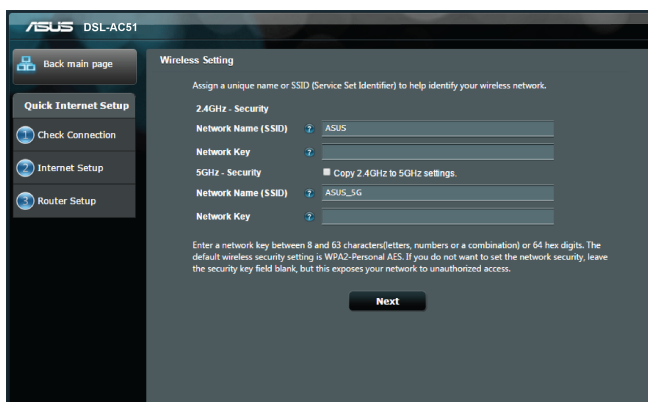 ASUS DSL-AC51
Back main page
Quick Internet Setup
1 Check Connection
2 Internet Setup
3 Router Setup
Wireless Setting
Assign a unique name or SSID (Service Set Identifier) to help identify your wireless network.
2.4GHz - Security
Network Name (SSID) ? ASUS
Network Key ?
5GHz - Security Copy 2.4GHz to 5GHz settings.
Network Name (SSID) ? ASUS_5G
Network Key ?
Enter a network key between 8 and 63 characters(letters, numbers or a combination) or 64 hex digits. The
default wireless security setting is WPA2-Personal AES. If you do not want to set the network security, leave
the security key field blank, but this exposes your network to unauthorized access.
Next